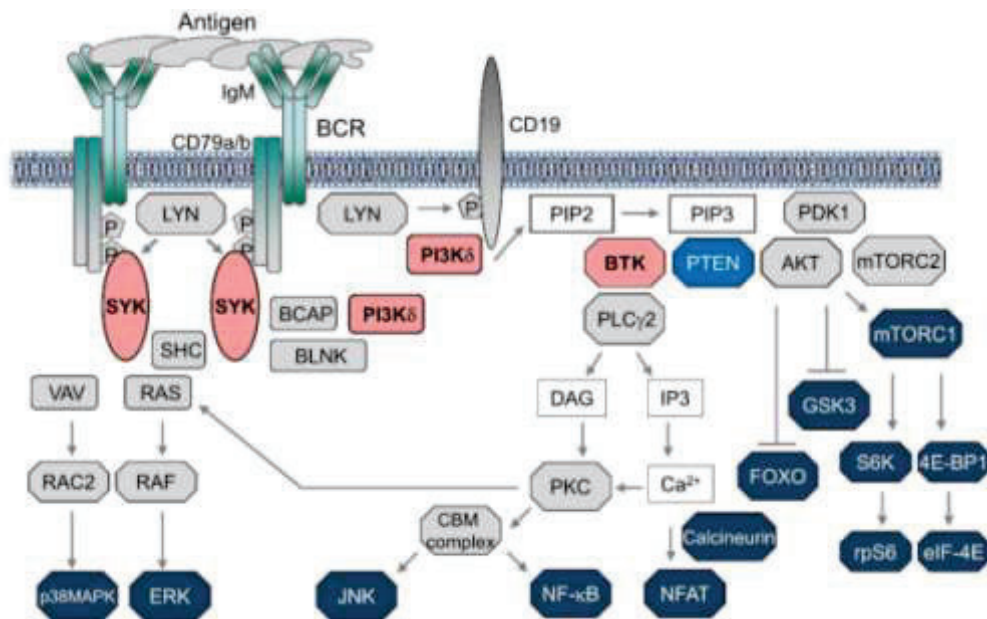 Antigen
IgM
BCR
CD79a/b
CD19
LYN
LYN
P
P
P
P
P
PIP2
PIP3
PDK1
PI3Kδ
BTK
PTEN
AKT
mTORC2
SYK
SYK
BCAP
PI3Kδ
PLCγ2
mTORC1
SHC
BLNK
VAV
RAS
DAG
IP3
GSK3
RAC2
RAF
PKC
Ca2+
FOXO
S6K
4E-BP1
CBM
complex
Calcineurin
rpS6
eIF-4E
p38MAPK
ERK
JNK
NF-κB
NFAT